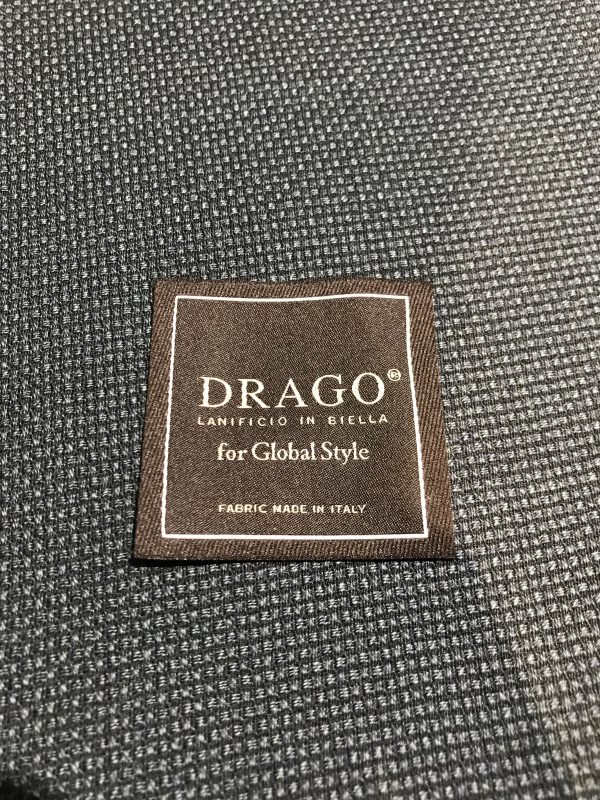 DRAGO®
LANIFICIO IN BIELLA
for Global Style
FABRIC MADE IN ITALY